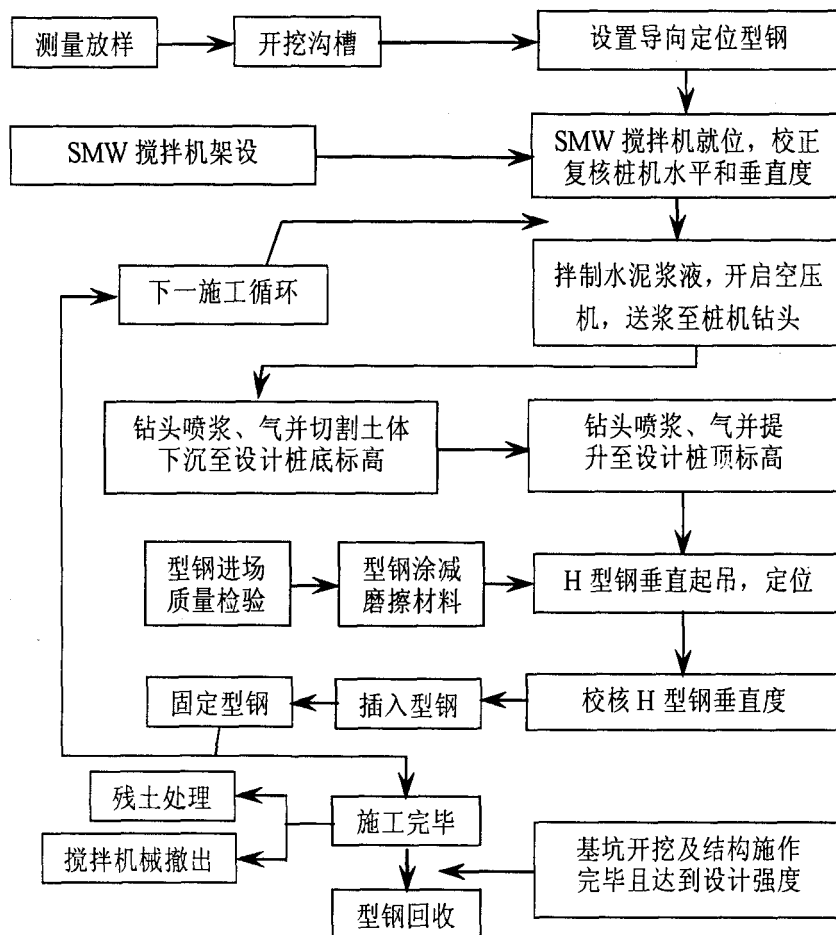 测量放样
开挖沟槽
设置导向定位型钢
SMW 搅拌机架设
SMW 搅拌机就位，校正
复核桩机水平和垂直度
下一施工循环
拌制水泥浆液，开启空压
机，送浆至桩机钻头
钻头喷浆、气并切割土体
下沉至设计桩底标高
钻头喷浆、气并提
升至设计桩顶标高
型钢进场
质量检验
型钢涂减
磨擦材料
H 型钢垂直起吊，定位
固定型钢
插入型钢
校核 H 型钢垂直度
残土处理
施工完毕
搅拌机械撤出
基坑开挖及结构施作
完毕且达到设计强度
型钢回收